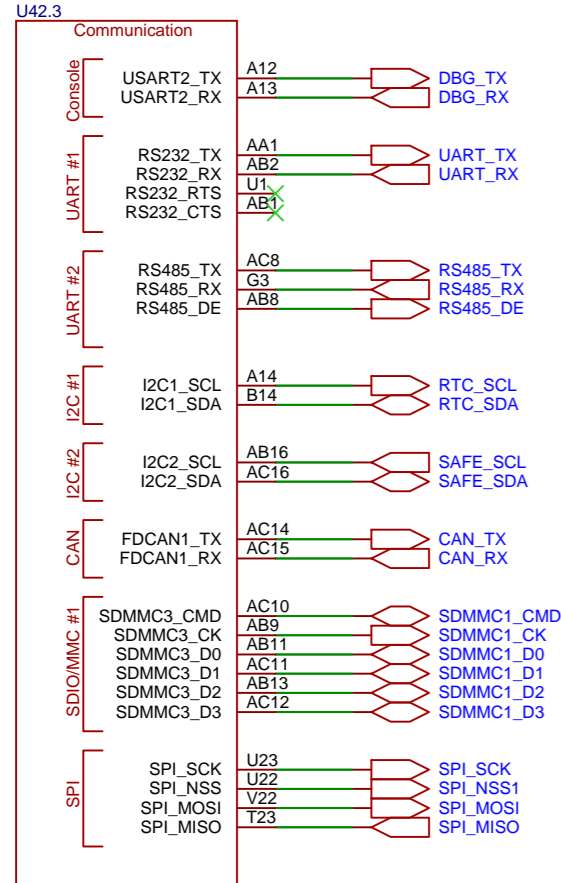 U42.3
Communication
Console
USART2_TX A12 DBG_TX
USART2_RX A13 DBG_RX
UART #1
RS232_TX AA1 UART_TX
RS232_RX AB2 UART_RX
RS232_RTS U1
RS232_CTS AB1
UART #2
RS485_TX AC8 RS485_TX
RS485_RX G3 RS485_RX
RS485_DE AB8 RS485_DE
I2C #1
I2C1_SCL A14 RTC_SCL
I2C1_SDA B14 RTC_SDA
I2C #2
I2C2_SCL AB16 SAFE_SCL
I2C2_SDA AC16 SAFE_SDA
CAN
FDCAN1_TX AC14 CAN_TX
FDCAN1_RX AC15 CAN_RX
SDIO/MMC #1
SDMMC3_CMD AC10 SDMMC1_CMD
SDMMC3_CK AB9 SDMMC1_CK
SDMMC3_D0 AB11 SDMMC1_D0
SDMMC3_D1 AC11 SDMMC1_D1
SDMMC3_D2 AB13 SDMMC1_D2
SDMMC3_D3 AC12 SDMMC1_D3
SPI
SPI_SCK U23 SPI_SCK
SPI_NSS U22 SPI_NSS1
SPI_MOSI V22 SPI_MOSI
SPI_MISO T23 SPI_MISO